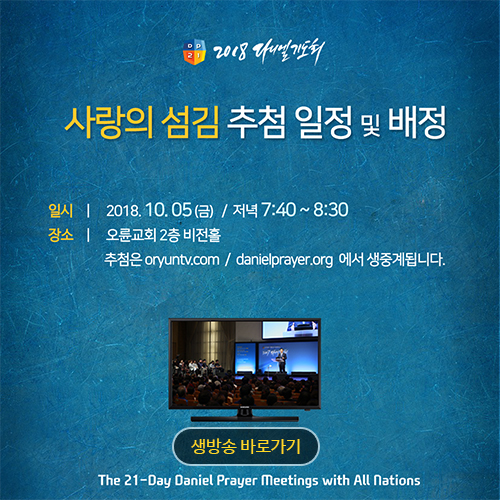 2018 다니엘기도회
사랑의 섬김 추첨 일정 및 배정
일시 | 2018. 10. 05 (금) / 저녁 7:40 ~ 8:30
장소 | 오륜교회 2층 비전홀
추첨은 oryuntv.com / danielprayer.org 에서 생중계됩니다.
생방송 바로가기
The 21-Day Daniel Prayer Meetings with All Nations